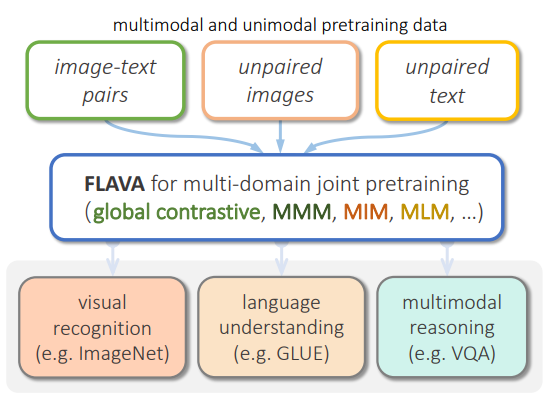 multimodal and unimodal pretraining data
image-text
pairs
unpaired
images
unpaired
text
FLAVA for multi-domain joint pretraining
(global contrastive, MMM, MIM, MLM, ...)
visual
recognition
(e.g. ImageNet)
language
understanding
(e.g. GLUE)
multimodal
reasoning
(e.g. VQA)